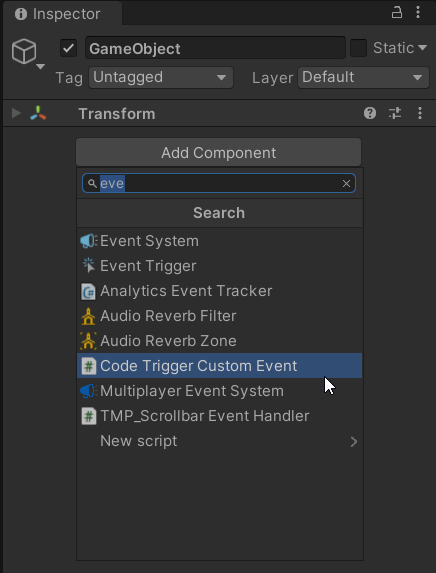 Inspector
GameObject
Static
Tag Untagged Layer Default
Transform
Add Component
eve
Search
Event System
Event Trigger
Analytics Event Tracker
Audio Reverb Filter
Audio Reverb Zone
Code Trigger Custom Event
Multiplayer Event System
TMP_Scrollbar Event Handler
New script